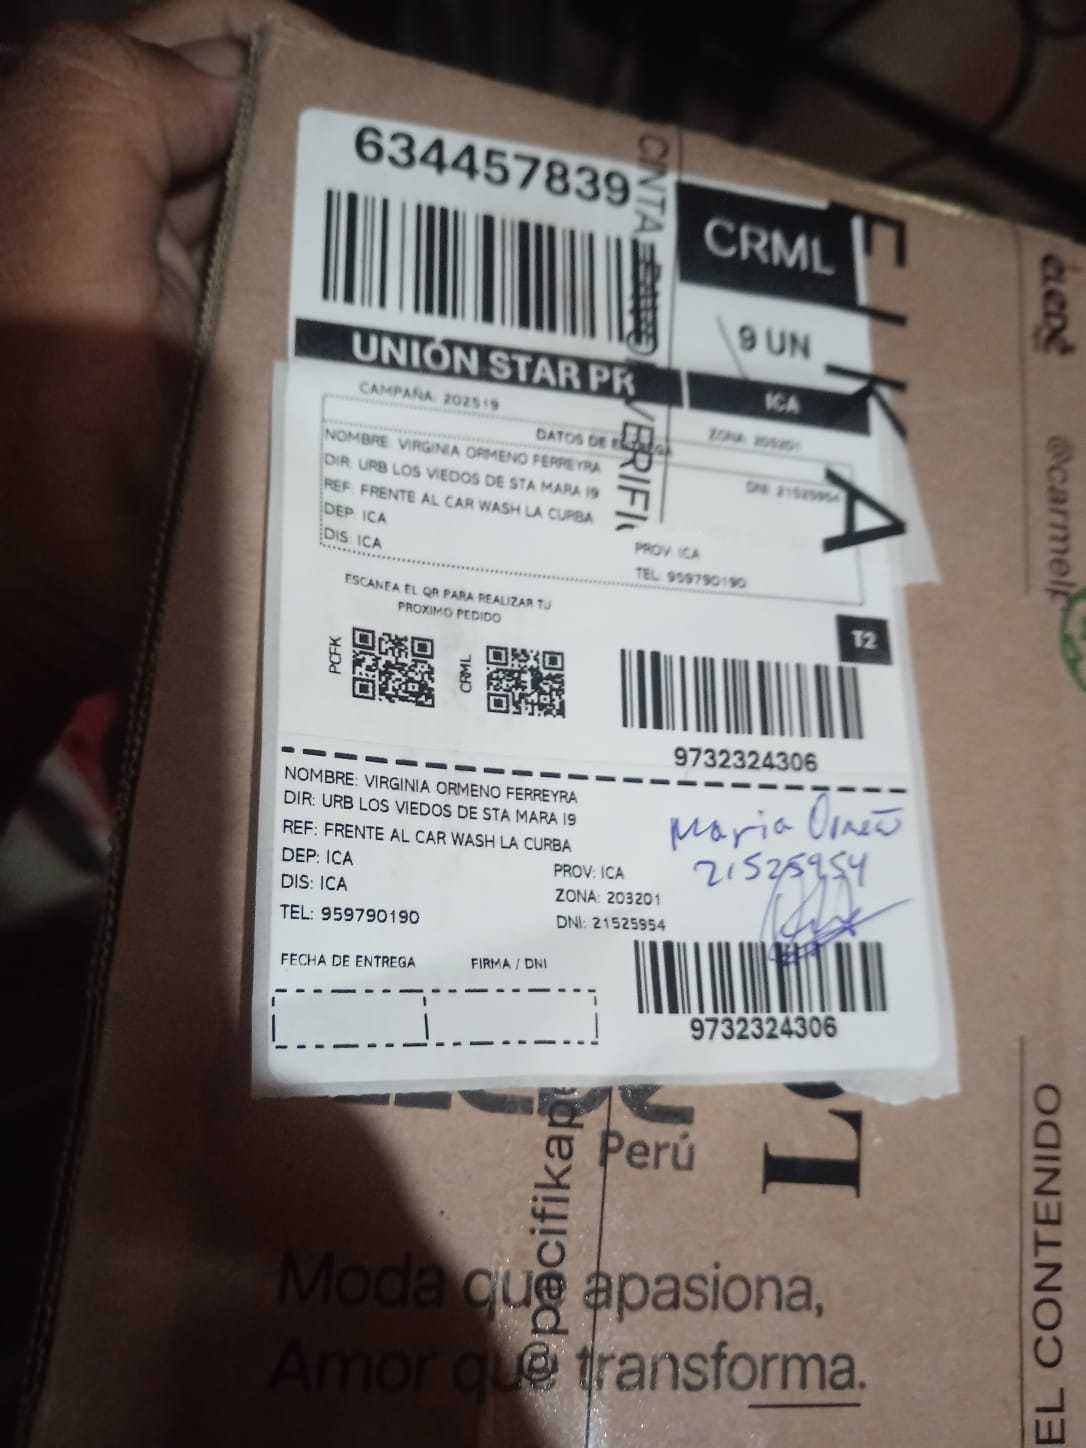 634457839
CRML
9 UN
UNIÓN STAR PR
ICA
CAMPAÑA: 202519
ZONA: 203201
DATOS DE ENTREGA
NOMBRE: VIRGINIA ORMENO FERREYRA
DNI: 21525954
DIR: URB LOS VIEDOS DE STA MARA I9
REF: FRENTE AL CAR WASH LA CURBA
DEP: ICA
PROV: ICA
DIS: ICA
TEL: 959790190
ESCANEA EL QR PARA REALIZAR TU
PROXIMO PEDIDO
PCFK
CRML
T2
9732324306
NOMBRE: VIRGINIA ORMENO FERREYRA
DIR: URB LOS VIEDOS DE STA MARA I9
REF: FRENTE AL CAR WASH LA CURBA
DEP: ICA
PROV: ICA
DIS: ICA
ZONA: 203201
TEL: 959790190
DNI: 21525954
Maria Ormeño
21525954
FECHA DE ENTREGA
FIRMA / DNI
9732324306
CINTA
VERIFI
FIKA
Perú
@pacifikape
Moda que apasiona,
Amor que transforma.
@carmel
EL CONTENIDO